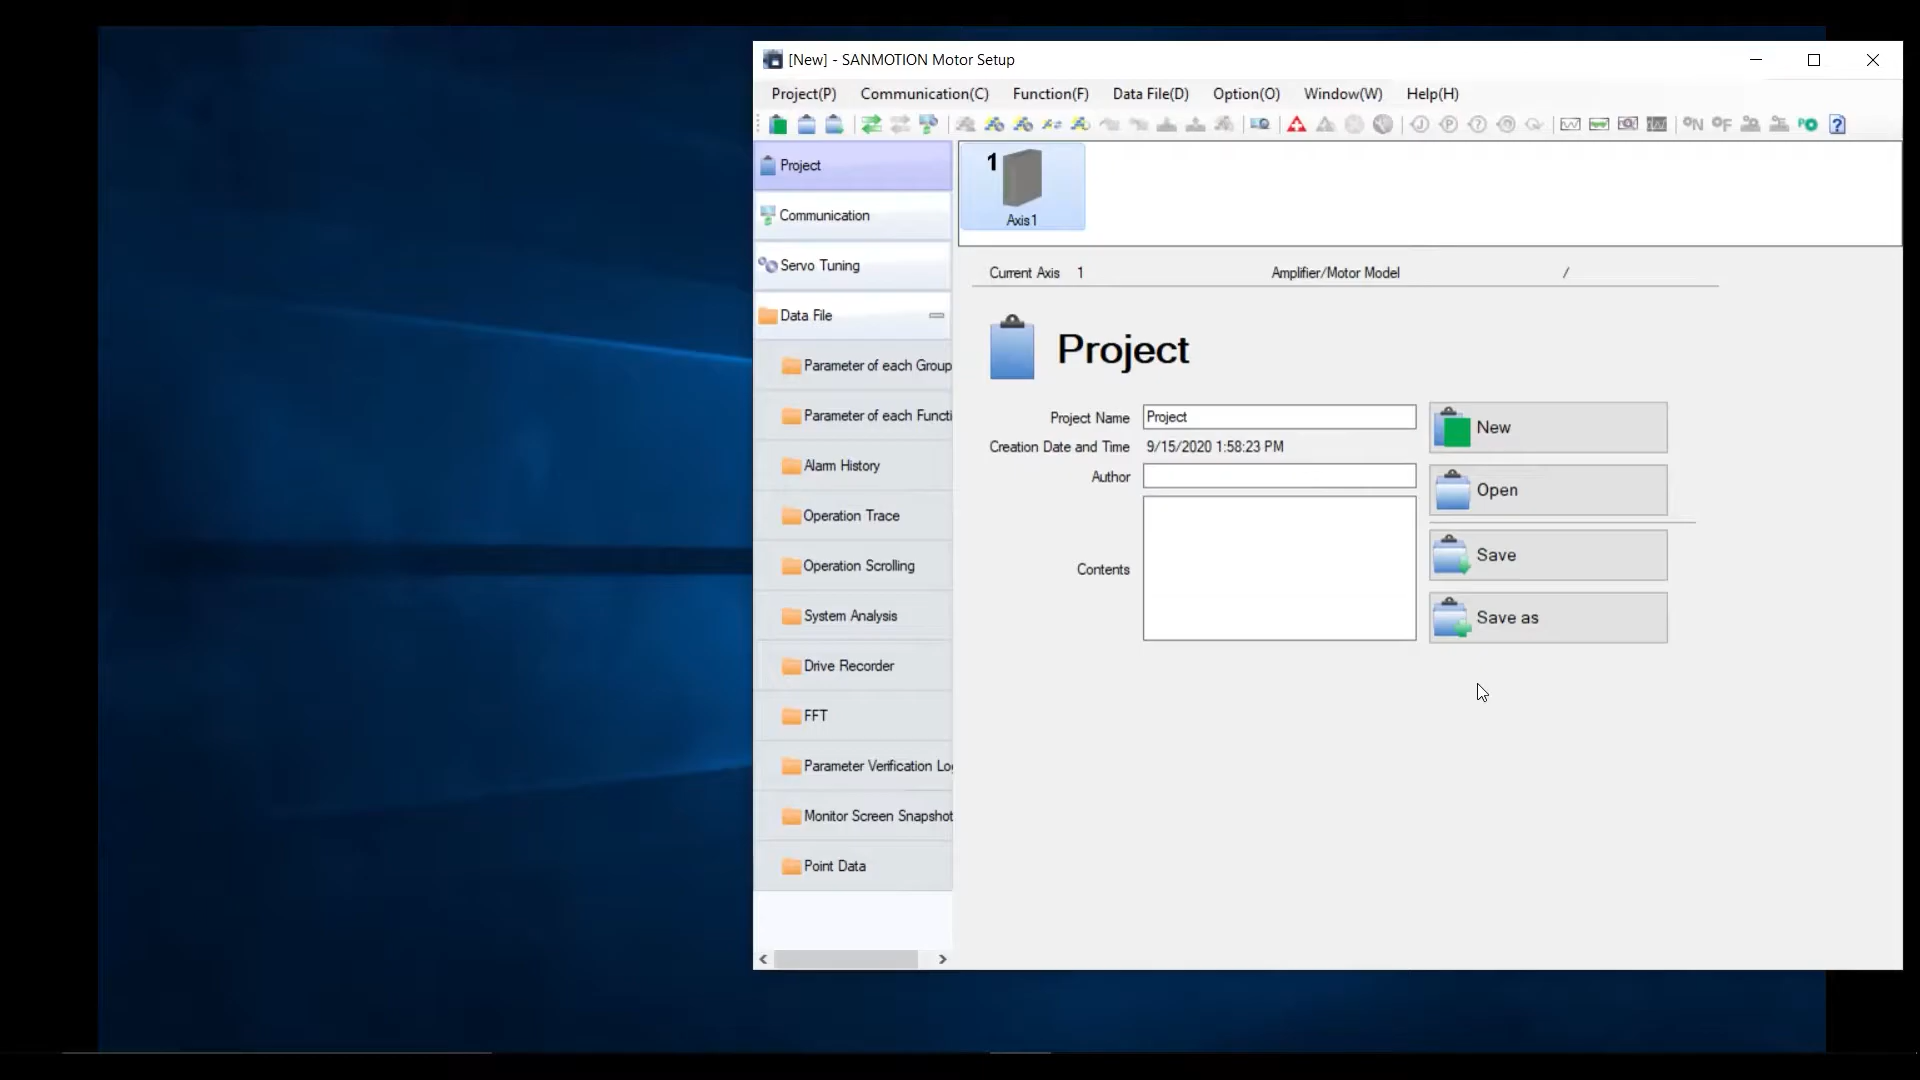 [New] - SANMOTION Motor Setup
Project(P) Communication(C) Function(F) Data File(D) Option(O) Window(W) Help(H)
Project
Communication
Servo Tuning
Data File
Parameter of each Group
Parameter of each Functi
Alarm History
Operation Trace
Operation Scrolling
System Analysis
Drive Recorder
FFT
Parameter Verification Lo
Monitor Screen Snapshot
Point Data
1
Axis1
Current Axis 1 Amplifier/Motor Model /
Project
Project Name Project
Creation Date and Time 9/15/2020 1:58:23 PM
Author
Contents
New
Open
Save
Save as